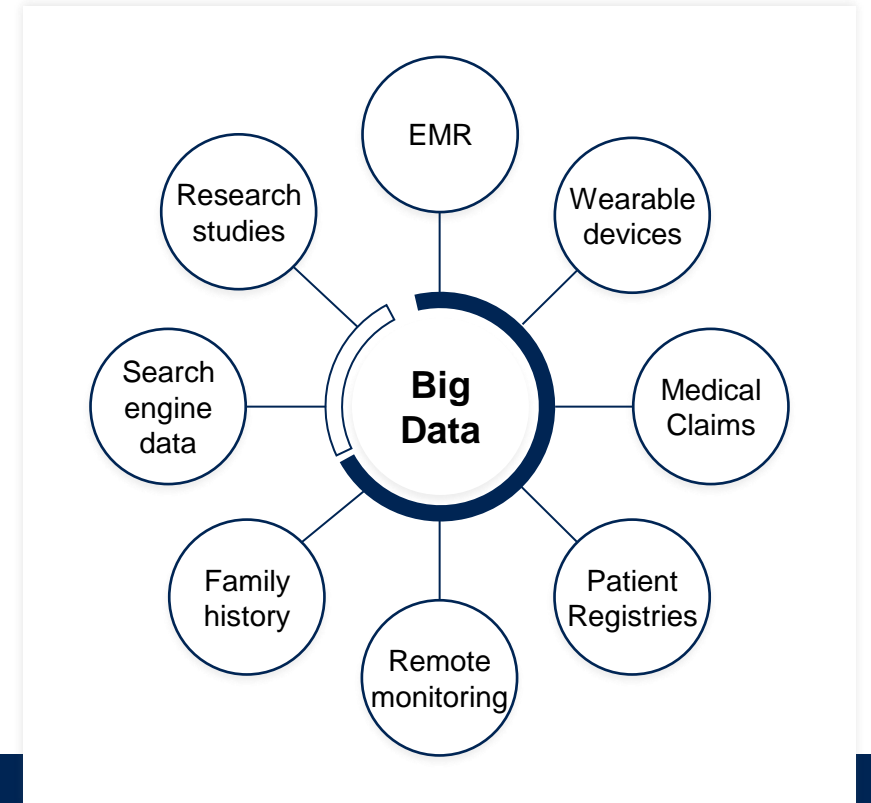 EMR
Wearable
devices
Medical
Claims
Patient
Registries
Remote
monitoring
Family
history
Search
engine
data
Research
studies
Big
Data